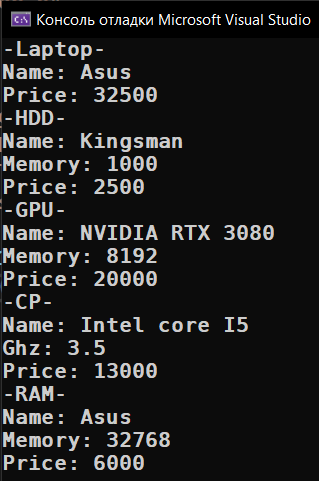 Консоль отладки Microsoft Visual Studio
-Laptop-
Name: Asus
Price: 32500
-HDD-
Name: Kingsman
Memory: 1000
Price: 2500
-GPU-
Name: NVIDIA RTX 3080
Memory: 8192
Price: 20000
-CP-
Name: Intel core I5
Ghz: 3.5
Price: 13000
-RAM-
Name: Asus
Memory: 32768
Price: 6000